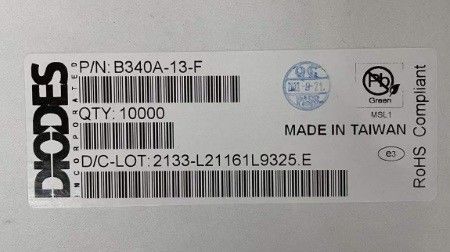 DIODES
INCORPORATED
P/N: B340A-13-F
QTY: 10000
D/C-LOT: 2133-L21161L9325.E
Pb
Green
MSL1
MADE IN TAIWAN
e3
RoHS Compliant